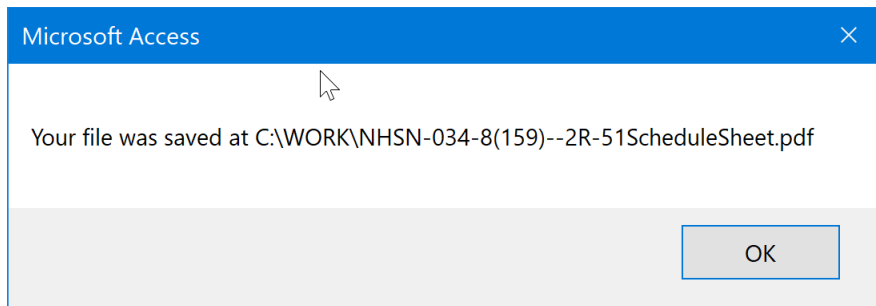 Microsoft Access
Your file was saved at C:\WORK\NHSN-034-8(159)--2R-51ScheduleSheet.pdf
OK